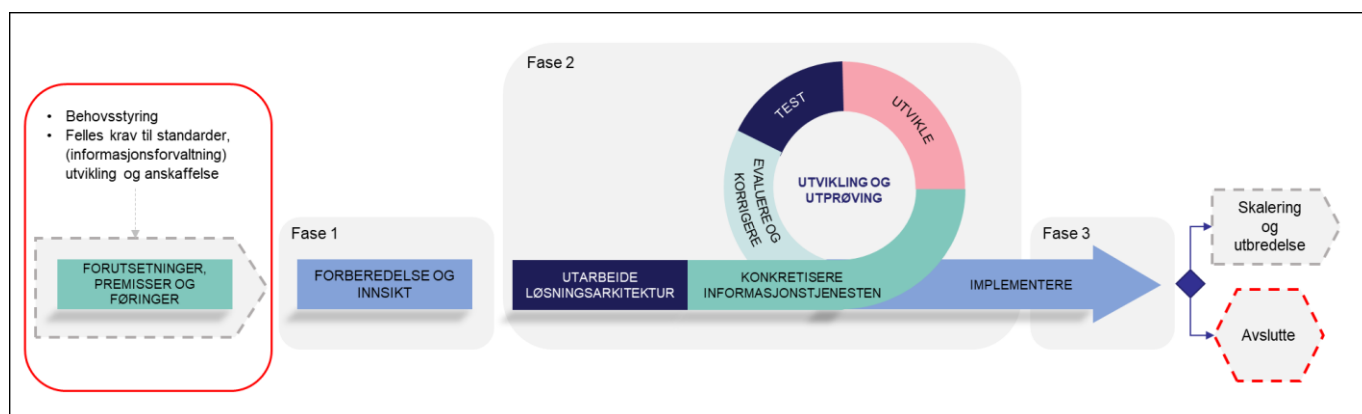 • Behovsstyring
• Felles krav til standarder,
(informasjonsforvaltning)
utvikling og anskaffelse
FORUTSETNINGER,
PREMISSER OG
FØRINGER
Fase 1
FORBEREDELSE OG
INNSIKT
Fase 2
TEST
UTVIKLE
EVALUERE OG
KORRIGERE
UTVIKLING OG
UTPRØVING
UTARBEIDE
LØSNINGSARKITEKTUR
KONKRETISERE
INFORMASJONSTJENESTEN
Fase 3
IMPLEMENTERE
Skalering
og
utbredelse
Avslutte